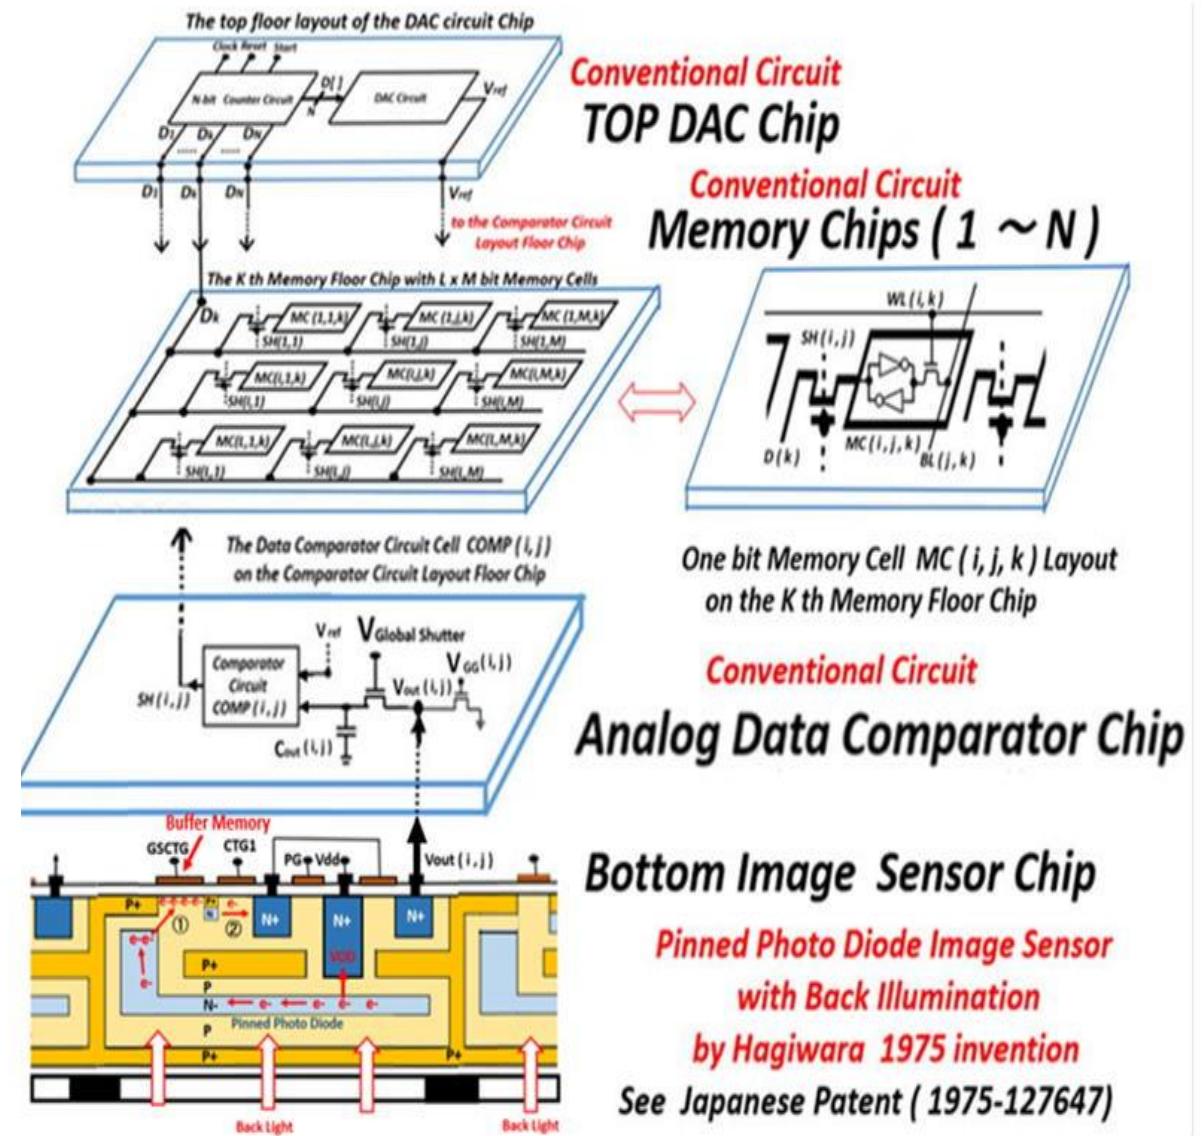 The top floor layout of the DAC circuit Chip
Clock Reset Start
N-bit Counter Circuit
D[ ]
N
DAC Circuit
Vref
D1 Dk DN
..... .....
D1 Dk DN Vref
to the Comparator Circuit
Layout Floor Chip
Conventional Circuit
TOP DAC Chip
Conventional Circuit
Memory Chips ( 1 ~ N )
The K th Memory Floor Chip with L x M bit Memory Cells
Dk
MC (1,1,k) MC (1,j,k) MC (1,M,k)
SH(1,1) SH(1,j) SH(1,M)
MC(i,1,k) MC(i,j,k) MC(i,M,k)
SH(i,1) SH(i,j) SH(i,M)
MC(L,1,k) MC(L,j,k) MC(L,M,k)
SH(L,1) SH(L,j) SH(L,M)
WL ( i, k )
SH ( i, j )
D ( k )
MC ( i, j, k )
BL ( j, k )
One bit Memory Cell MC ( i, j, k ) Layout
on the K th Memory Floor Chip
The Data Comparator Circuit Cell COMP ( i, j )
on the Comparator Circuit Layout Floor Chip
Vref
VGlobal Shutter
VGG ( i, j )
Comparator
Circuit
COMP ( i, j )
SH ( i, j )
Vout ( i, j )
Cout ( i, j )
Conventional Circuit
Analog Data Comparator Chip
Buffer Memory
GSCTG CTG1 PG Vdd Vout ( i, j )
P+ e- e- e- e- P+ N e- N+ N+ N+
① ②
e- e-
P+
VOD
e-
P
N- e- e- e- e-
P Pinned Photo Diode
P+ P+
Back Light Back Light
Bottom Image Sensor Chip
Pinned Photo Diode Image Sensor
with Back Illumination
by Hagiwara 1975 invention
See Japanese Patent ( 1975-127647)